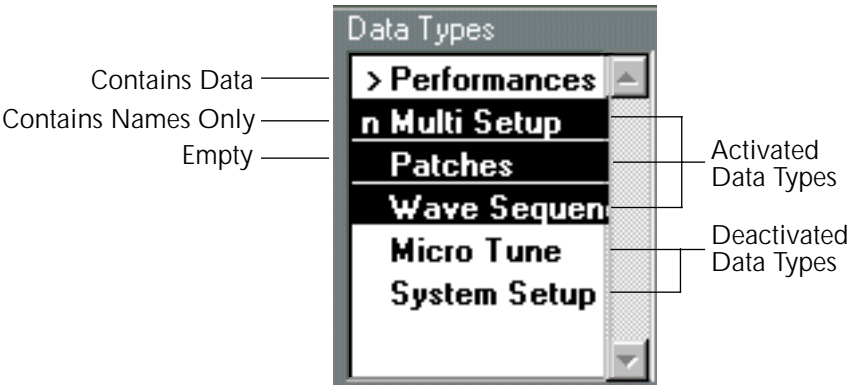 Data Types
Contains Data
> Performances
Contains Names Only
n Multi Setup
Empty
Patches
Activated
Data Types
Wave Sequen
Deactivated
Data Types
Micro Tune
System Setup